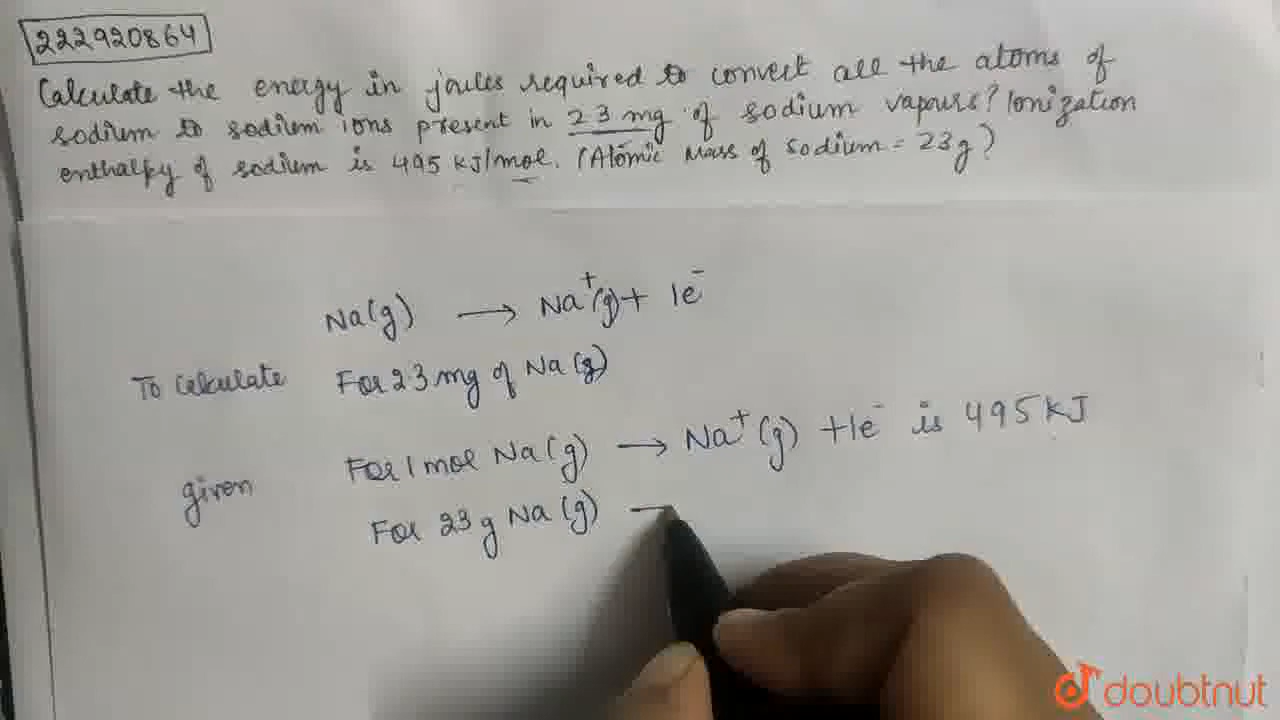 222920864
Calculate the energy in joules required to convert all the atoms of
sodium to sodium ions present in 23 mg of sodium vapours? Ionization
enthalpy of sodium is 495 KJ/mol. (Atomic Mass of sodium = 23g)
Na(g) → Na⁺(g) + 1e⁻
To Calculate For 23 mg of Na (g)
given For 1 mol Na(g) → Na⁺(g) + 1e⁻ is 495 KJ
For 23 g Na (g) –
doubtnut